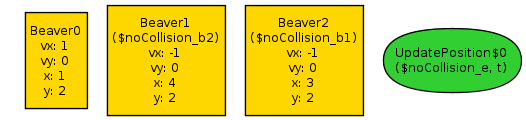 Beaver0
vx: 1
vy: 0
x: 1
y: 2
Beaver1
($noCollision_b2)
vx: -1
vy: 0
x: 4
y: 2
Beaver2
($noCollision_b1)
vx: -1
vy: 0
x: 3
y: 2
UpdatePosition$0
($noCollision_e, t)